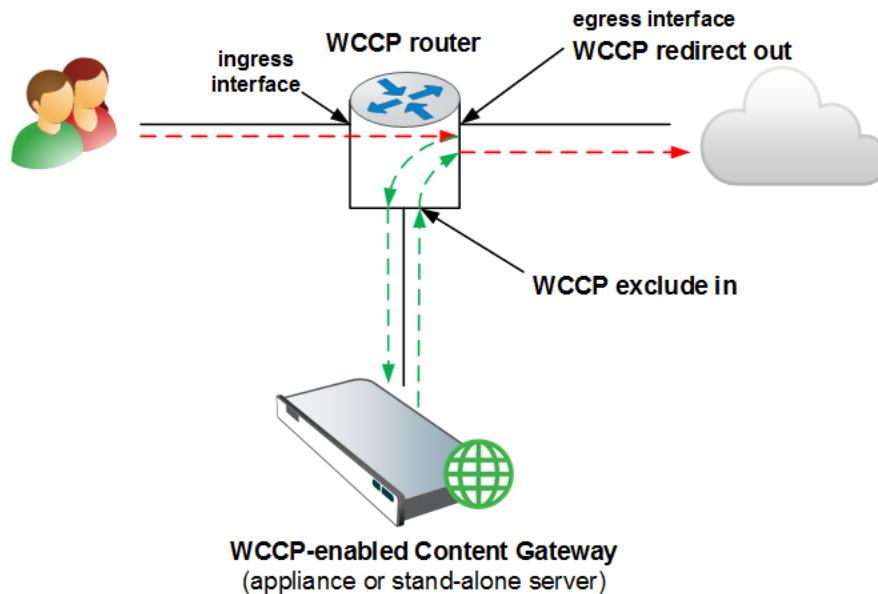 WCCP router
egress interface
WCCP redirect out
ingress
interface
WCCP exclude in
WCCP-enabled Content Gateway
(appliance or stand-alone server)